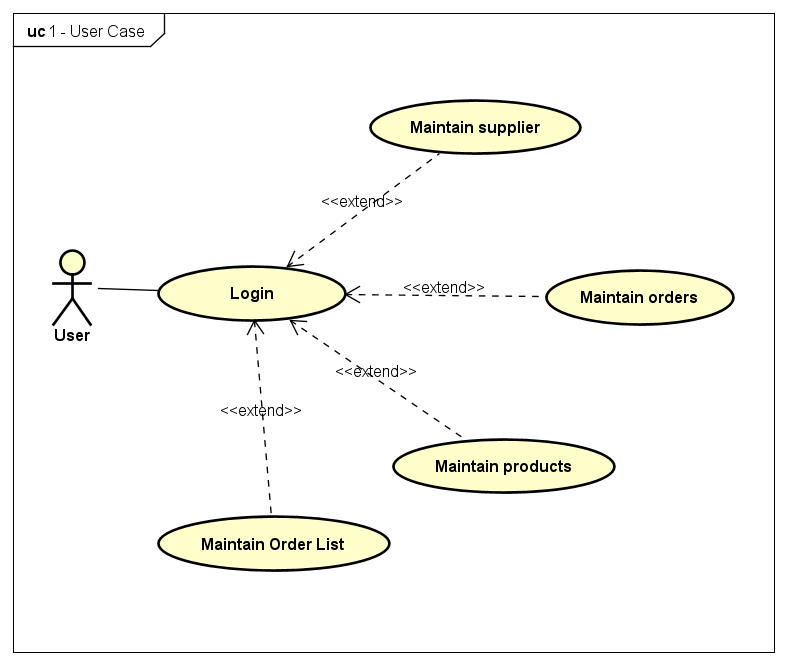 uc 1 - User Case
Maintain supplier
<<extend>>
Login
<<extend>>
Maintain orders
User
<<extend>>
<<extend>>
Maintain products
Maintain Order List